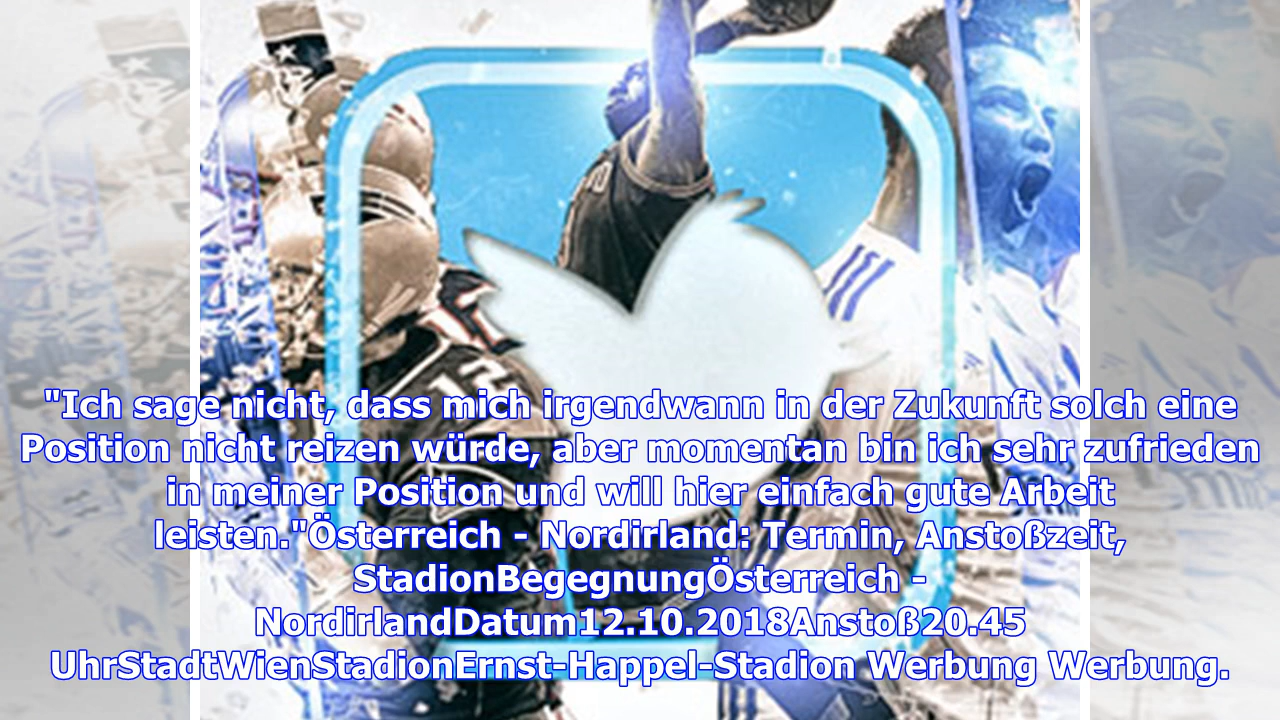 "Ich sage nicht, dass mich irgendwann in der Zukunft solch eine
Position nicht reizen würde, aber momentan bin ich sehr zufrieden
in meiner Position und will hier einfach gute Arbeit
leisten."Österreich - Nordirland: Termin, Anstoßzeit,
StadionBegegnungÖsterreich -
NordirlandDatum12.10.2018Anstoß20.45
UhrStadtWienStadionErnst-Happel-Stadion Werbung Werbung.